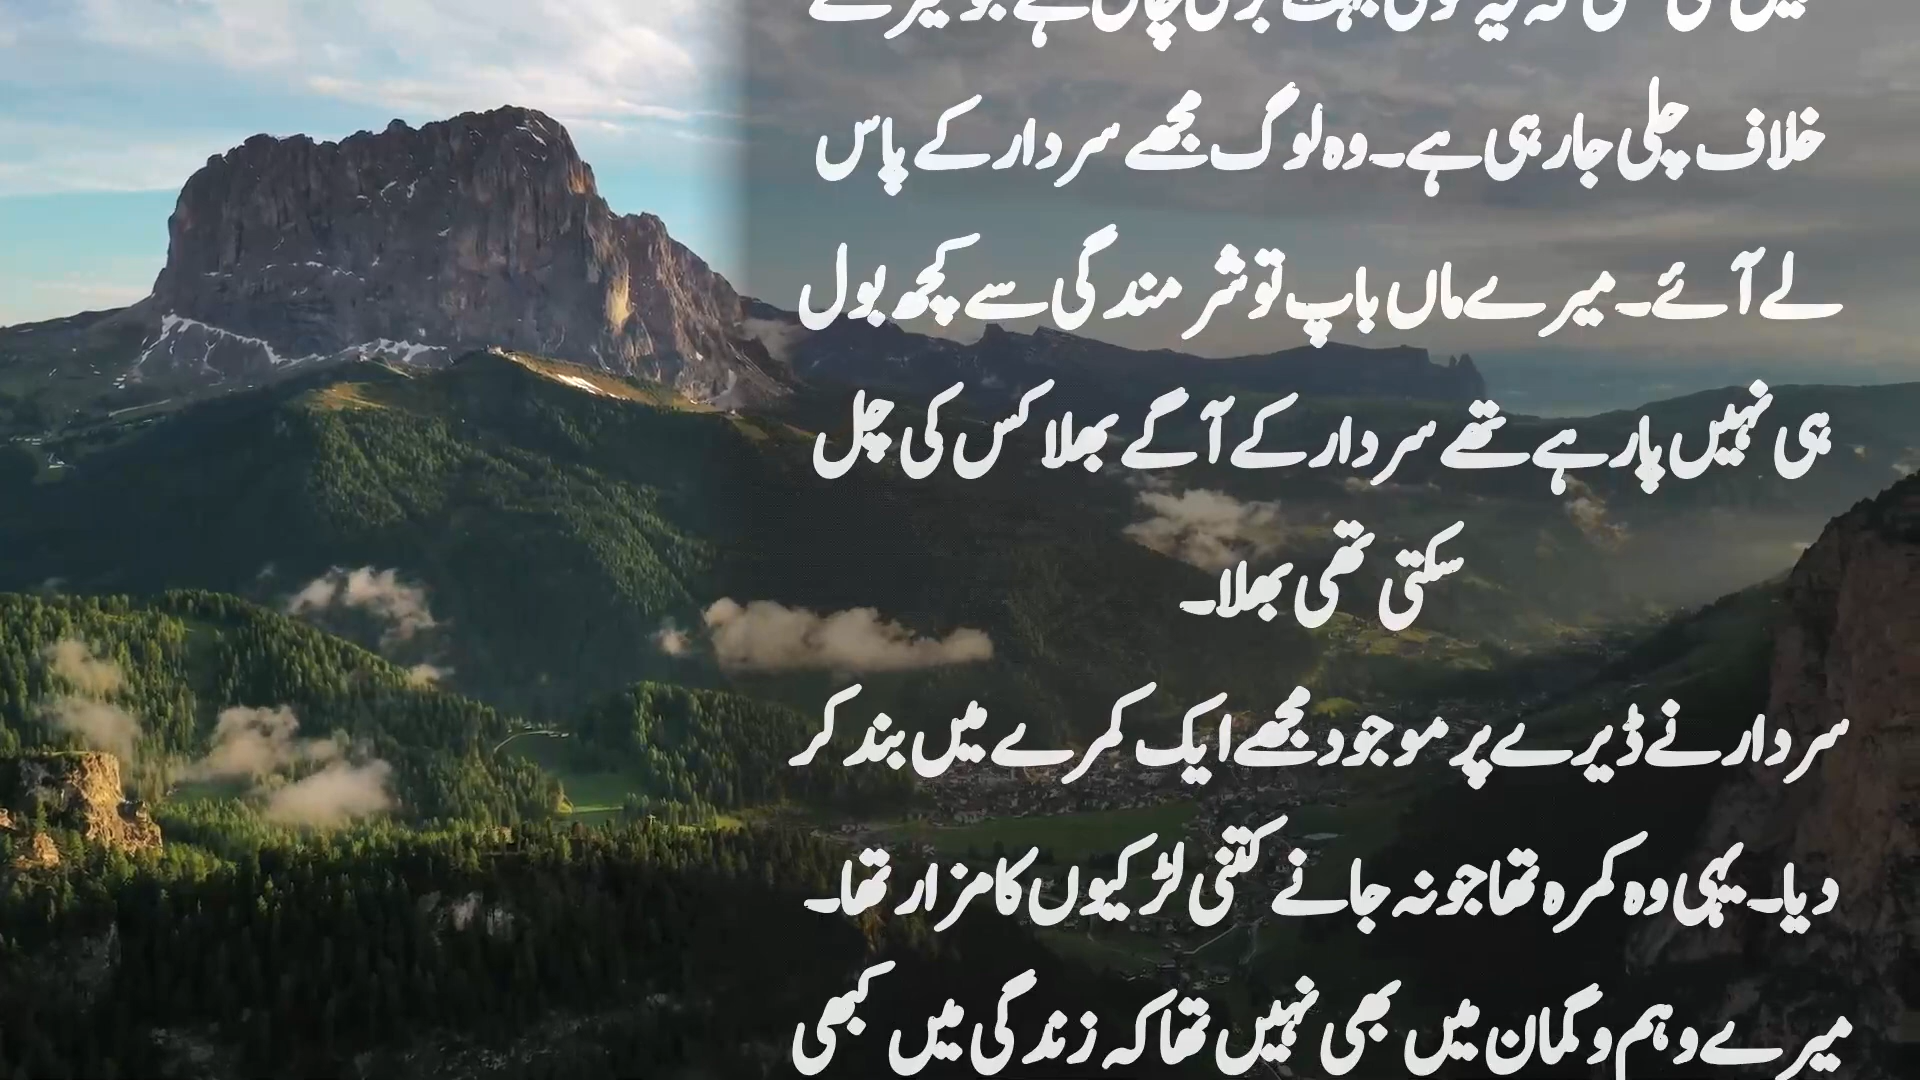 خلاف چلی جا رہی ہے۔ وہ لوگ مجھے سردار کے پاس
لے آئے۔ میرے ماں باپ تو شرمندگی سے کچھ بول
ہی نہیں پا رہے تھے سردار کے آگے بھلا کس کی چل
سکتی تھی بھلا۔
سردار نے ڈیرے پر موجود مجھے ایک کمرے میں بند کر
دیا۔ یہی وہ کمرہ تھا جو نہ جانے کتنی لڑکیوں کا مزار تھا۔
میرے وہم و گمان میں بھی نہیں تھا کہ زندگی میں کبھی